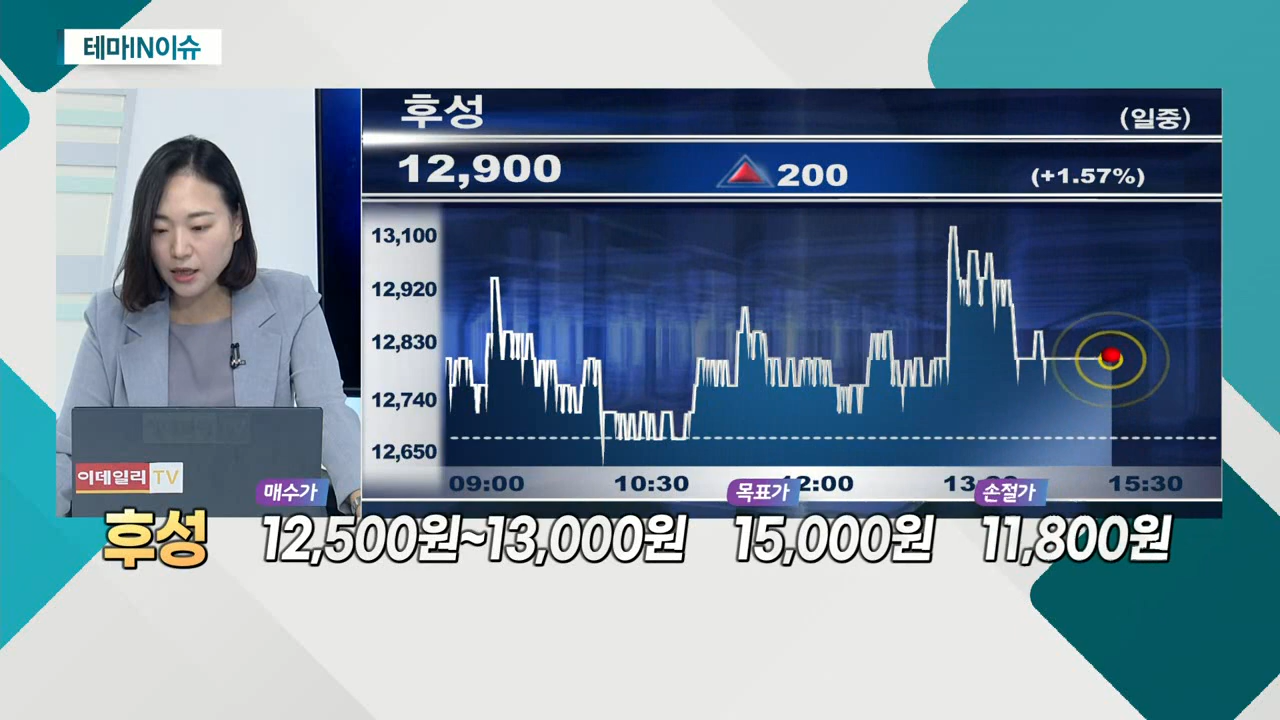 테마IN이슈
후성
(일중)
12,900
200
(+1.57%)
13,100
12,920
12,830
12,740
12,650
09:00
10:30
2:00
13
15:30
이데일리TV
매수가
목표가
손절가
후성
12,500원~13,000원
15,000원
11,800원